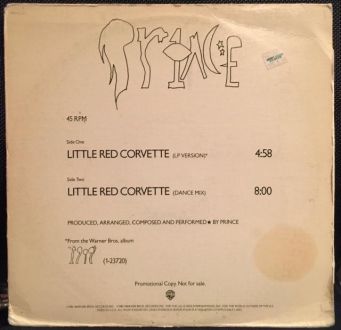 Prince
45 RPM
Side One
LITTLE RED CORVETTE (LP VERSION)* 4:58
Side Two
LITTLE RED CORVETTE (DANCE MIX) 8:00
PRODUCED, ARRANGED, COMPOSED AND PERFORMED★ BY PRINCE
*From the Warner Bros. album
1999 (1-23720)
Promotional Copy Not for sale.